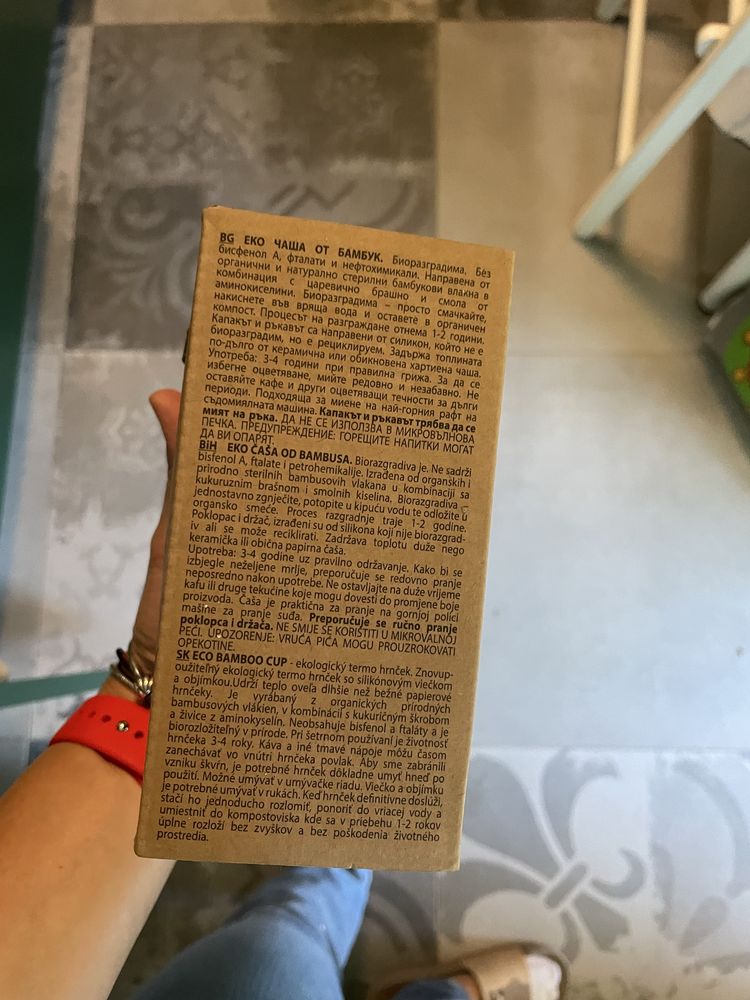 BG ЕКО ЧАША ОТ БАМБУК. Биоразградима. Без
бисфенол А, фталати и нефтохимикали. Направена от
органични и натурално стерилни бамбукови влакна в
комбинация с царевично брашно и смола от
аминокиселини. Биоразградима – просто смачкайте,
накиснете във вряща вода и оставете в органичен
компост. Процесът на разграждане отнема 1-2 години.
Капакът и ръкавът са направени от силикон, който не е
биоразградим, но е рециклируем. Задържа топлината
по-дълго от керамична или обикновена хартиена чаша.
Употреба: 3-4 години при правилна грижа. За да се
избегне оцветяване, мийте редовно и незабавно. Не
оставяйте кафе и други оцветяващи течности за дълги
периоди. Подходяща за миене на най-горния рафт на
съдомиялната машина. Капакът и ръкавът трябва да се
мият на ръка. ДА НЕ СЕ ИЗПОЛЗВА В МИКРОВЪЛНОВА
ПЕЧКА. ПРЕДУПРЕЖДЕНИЕ: ГОРЕЩИТЕ НАПИТКИ МОГАТ
ДА ВИ ОПАРЯТ.
BiH EKO ČAŠA OD BAMBUSA. Biorazgradiva je. Ne sadrži
bisfenol A, ftalate i petrohemikalije. Izrađena od organskih i
prirodno sterilnih bambusovih vlakana u kombinaciji sa
kukuruznim brašnom i smolnih kiselina. Biorazgradiva –
jednostavno zgnječite, potopite u kipuću vodu te odložite u
organsko smeće. Proces razgradnje traje 1-2 godine.
Poklopac i držač, izrađeni su od silikona koji nije biorazgrad-
iv ali se može reciklirati. Zadržava toplotu duže nego
keramička ili obična papirna čaša.
Upotreba: 3-4 godine uz pravilno održavanje. Kako bi se
izbjegle neželjene mrlje, preporučuje se redovno pranje
neposredno nakon upotrebe. Ne ostavljajte na duže vrijeme
kafu ili druge tekućine koje mogu dovesti do promjene boje
proizvoda. Čaša je praktična za pranje na gornjoj polici
mašine za pranje suđa. Preporučuje se ručno pranje
poklopca i držača. NE SMIJE SE KORISTITI U MIKROVALNOJ
PEĆI. UPOZORENJE: VRUĆA PIĆA MOGU PROUZROKOVATI
OPEKOTINE.
SK ECO BAMBOO CUP - ekologický termo hrnček. Znovup-
oužiteľný ekologický termo hrnček so silikónovým viečkom
a objímkou.Udrží teplo oveľa dlhšie než bežné papierové
hrnčeky. Je vyrábaný z organických prírodných
bambusových vlákien, v kombinácii s kukuričným škrobom
a živice z aminokyselín. Neobsahuje bisfenol a ftaláty a je
biorozložiteľný v prírode. Pri šetrnom používaní je životnosť
hrnčeka 3-4 roky. Káva a iné tmavé nápoje môžu časom
zanechávať vo vnútri hrnčeka povlak. Aby sme zabránili
vzniku škvŕn, je potrebné hrnček dôkladne umyť hneď po
použití. Možné umývať v umývačke riadu. Viečko a objímku
je potrebné umývať v rukách. Keď hrnček definitívne doslúži,
stačí ho jednoducho rozlomiť, ponoriť do vriacej vody a
umiestniť do kompostoviska kde sa v priebehu 1-2 rokov
úplne rozloží bez zvyškov a bez poškodenia životného
prostredia.